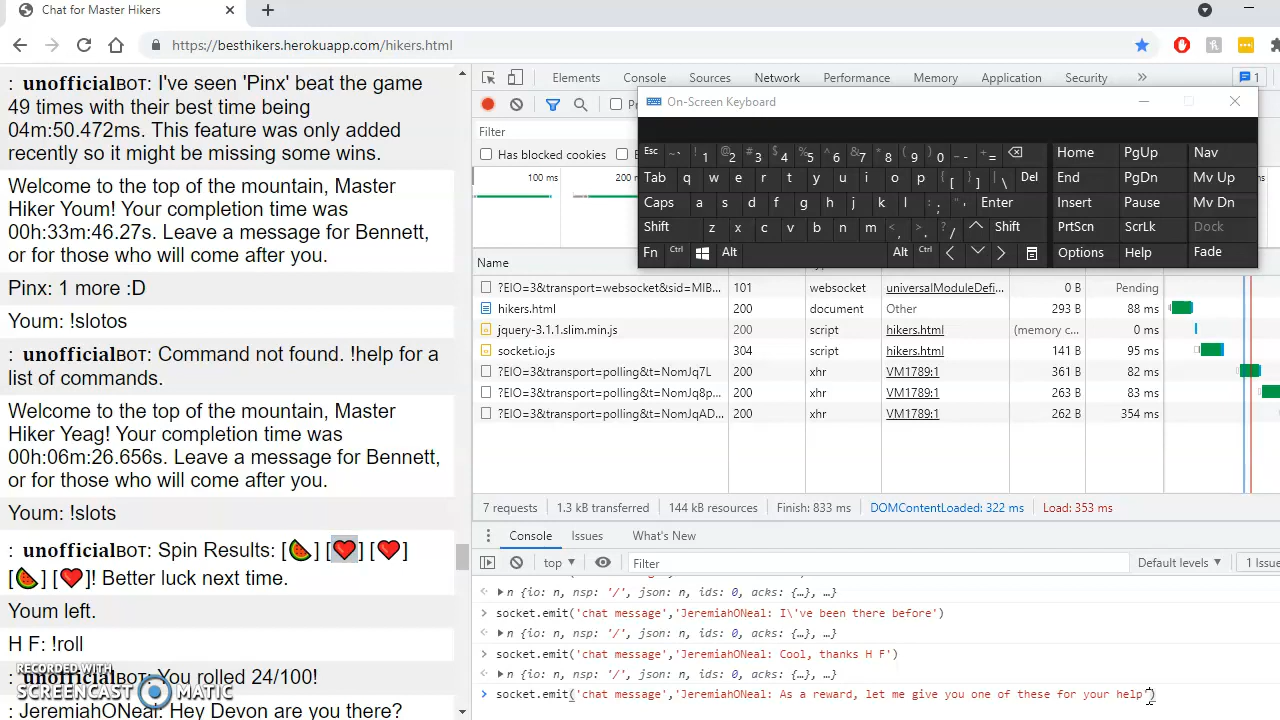 Chat for Master Hikers
https://besthikers.herokuapp.com/hikers.html
: unofficialBOT: I've seen 'Pinx' beat the game
49 times with their best time being
04m:50.472ms. This feature was only added
recently so it might be missing some wins.
Welcome to the top of the mountain, Master
Hiker Youm! Your completion time was
00h:33m:46.27s. Leave a message for Bennett,
or for those who will come after you.
Pinx: 1 more :D
Youm: !slotos
: unofficialBOT: Command not found. !help for a
list of commands.
Welcome to the top of the mountain, Master
Hiker Yeag! Your completion time was
00h:06m:26.656s. Leave a message for Bennett,
or for those who will come after you.
Youm: !slots
: unofficialBOT: Spin Results: [🍉] [❤️] [❤️]
[🍉] [❤️]! Better luck next time.
Youm left.
H F: !roll
: unofficialBOT: You rolled 24/100!
: JeremiahONeal: Hey Devon are you there?
RECORDED WITH
SCREENCAST MATIC
Elements Console Sources Network Performance Memory Application Security » 1
Filter
Has blocked cookies
100 ms
On-Screen Keyboard
Esc ~ ` ! 1 @ 2 # 3 $ 4 % 5 ^ 6 & 7 * 8 ( 9 ) 0 _ - + = Home PgUp Nav
Tab q w e r t y u i o p { [ } ] | \ Del End PgDn Mv Up
Caps a s d f g h j k l : ; " ' Enter Insert Pause Mv Dn
Shift z x c v b n m < , > . ? / Shift PrtScn ScrLk Dock
Fn Ctrl Alt Alt Ctrl Options Help Fade
Name
?EIO=3&transport=websocket&sid=MIB... 101 websocket universalModuleDefi... 0 B Pending
hikers.html 200 document Other 293 B 88 ms
jquery-3.1.1.slim.min.js 200 script hikers.html (memory c... 0 ms
socket.io.js 304 script hikers.html 141 B 95 ms
?EIO=3&transport=polling&t=NomJq7L 200 xhr VM1789:1 361 B 82 ms
?EIO=3&transport=polling&t=NomJq8p... 200 xhr VM1789:1 263 B 83 ms
?EIO=3&transport=polling&t=NomJqAD... 200 xhr VM1789:1 262 B 354 ms
7 requests 1.3 kB transferred 144 kB resources Finish: 833 ms DOMContentLoaded: 322 ms Load: 353 ms
Console Issues What's New
top ▼ Filter Default levels ▼ 1 Issue
n {io: n, nsp: '/', json: n, ids: 0, acks: {…}, …}
socket.emit('chat message','JeremiahONeal: I\'ve been there before')
n {io: n, nsp: '/', json: n, ids: 0, acks: {…}, …}
socket.emit('chat message','JeremiahONeal: Cool, thanks H F')
n {io: n, nsp: '/', json: n, ids: 0, acks: {…}, …}
socket.emit('chat message','JeremiahONeal: As a reward, let me give you one of these for your help')